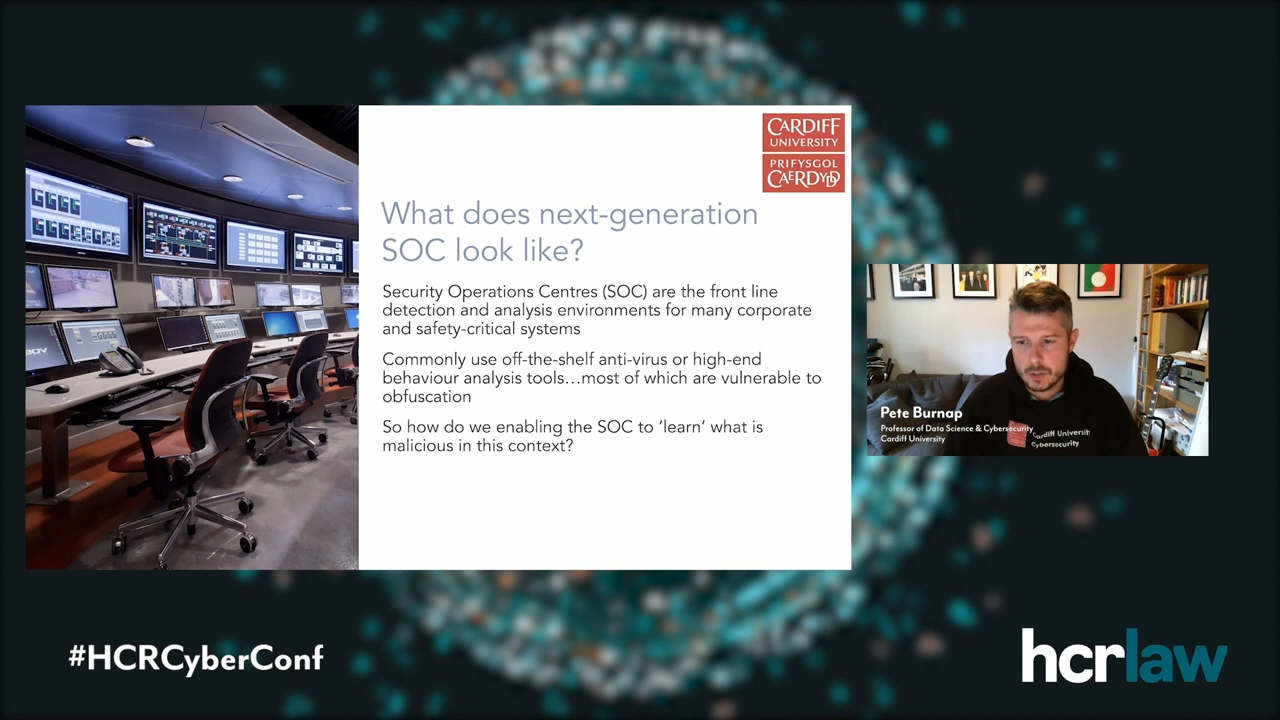 CARDIFF
UNIVERSITY
PRIFYSGOL
CAERDYDD
What does next-generation
SOC look like?
Security Operations Centres (SOC) are the front line
detection and analysis environments for many corporate
and safety-critical systems
Commonly use off-the-shelf anti-virus or high-end
behaviour analysis tools…most of which are vulnerable to
obfuscation
So how do we enabling the SOC to ‘learn’ what is
malicious in this context?
Pete Burnap
Professor of Data Science & Cybersecurity
Cardiff University
Cardiff University
Cybersecurity
#HCRCyberConf
hcrlaw